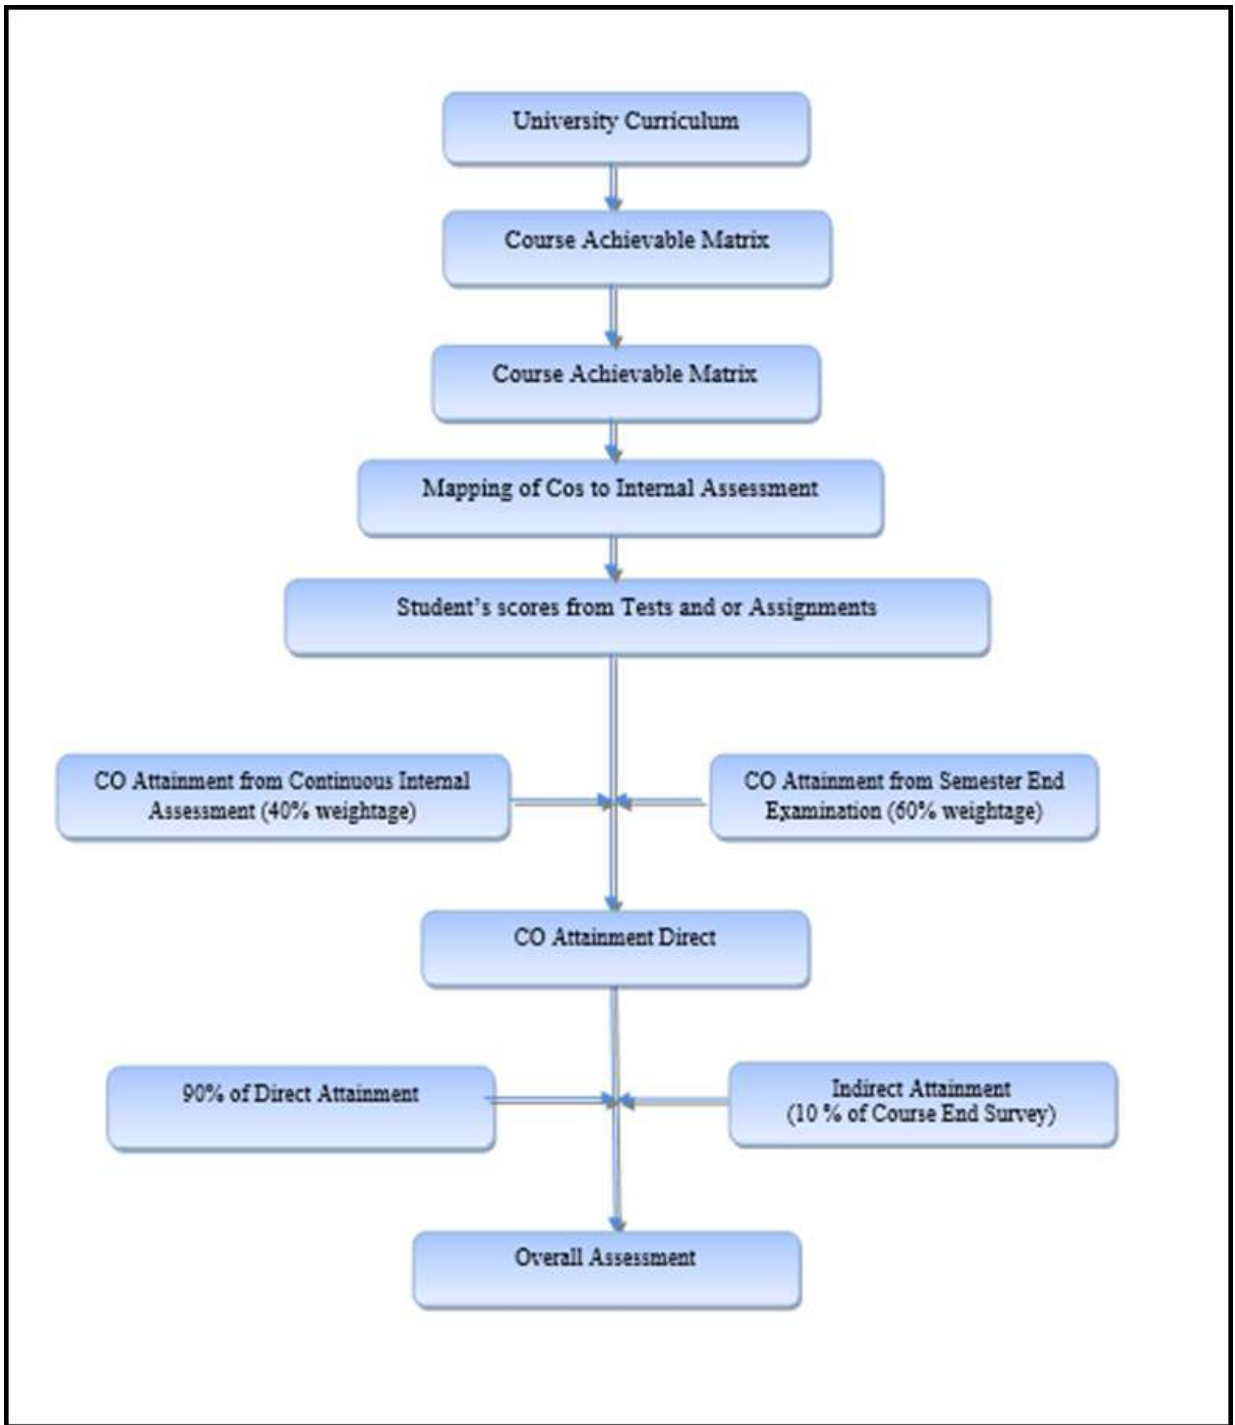 University Curriculum
Course Achievable Matrix
Course Achievable Matrix
Mapping of Cos to Internal Assessment
Student’s scores from Tests and or Assignments
CO Attainment from Continuous Internal
Assessment (40% weightage)
CO Attainment from Semester End
Examination (60% weightage)
CO Attainment Direct
90% of Direct Attainment
Indirect Attainment
(10 % of Course End Survey)
Overall Assessment